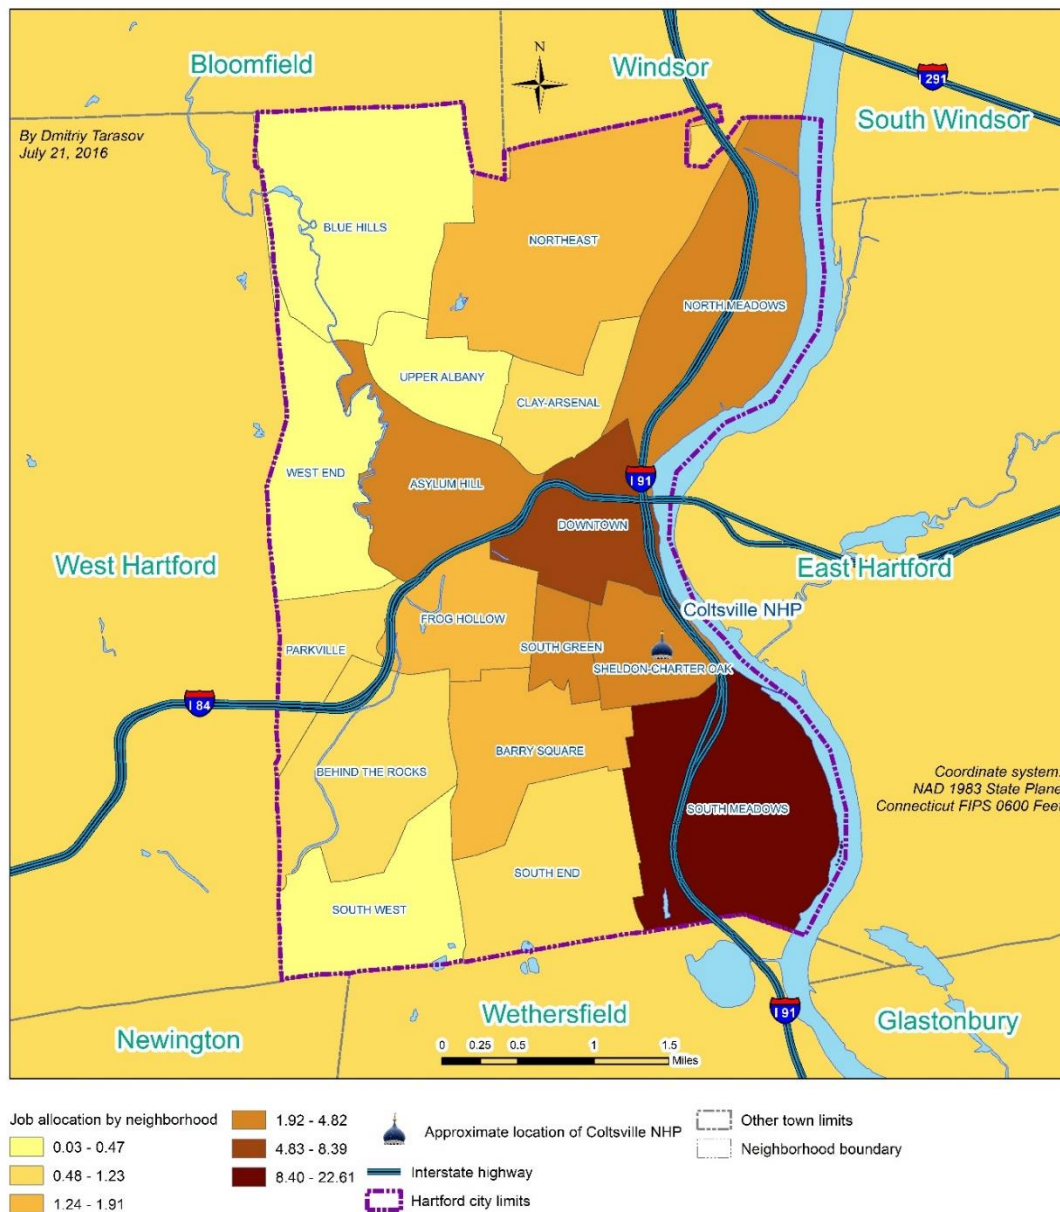 Bloomfield
N
Windsor
I 291
South Windsor
By Dmitriy Tarasov
July 21, 2016
BLUE HILLS
NORTHEAST
NORTH MEADOWS
UPPER ALBANY
CLAY-ARSENAL
WEST END
ASYLUM HILL
I 91
DOWNTOWN
West Hartford
East Hartford
Coltsville NHP
FROG HOLLOW
PARKVILLE
SOUTH GREEN
SHELDON-CHARTER OAK
I 84
BARRY SQUARE
BEHIND THE ROCKS
Coordinate system:
NAD 1983 State Plane
Connecticut FIPS 0600 Feet
SOUTH MEADOWS
SOUTH END
SOUTH WEST
Newington
Wethersfield
I 91
Glastonbury
0 0.25 0.5 1 1.5
Miles
Job allocation by neighborhood
0.03 - 0.47
0.48 - 1.23
1.24 - 1.91
1.92 - 4.82
4.83 - 8.39
8.40 - 22.61
Approximate location of Coltsville NHP
Interstate highway
Hartford city limits
Other town limits
Neighborhood boundary